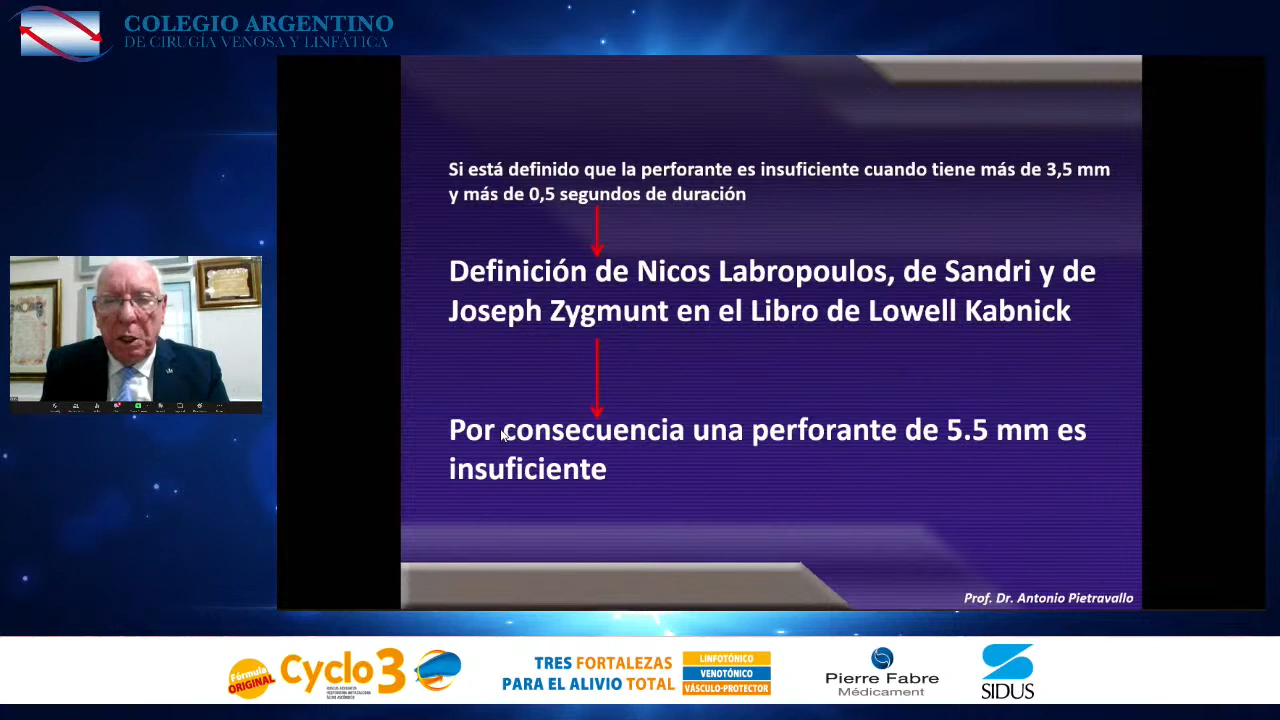 COLEGIO ARGENTINO
DE CIRUGÍA VENOSA Y LINFÁTICA
Si está definido que la perforante es insuficiente cuando tiene más de 3,5 mm
y más de 0,5 segundos de duración
Definición de Nicos Labropoulos, de Sandri y de
Joseph Zygmunt en el Libro de Lowell Kabnick
Por consecuencia una perforante de 5.5 mm es
insuficiente
Prof. Dr. Antonio Pietravallo
Fórmula
ORIGINAL
Cyclo 3
TRES FORTALEZAS
PARA EL ALIVIO TOTAL
LINFOTÓNICO
VENOTÓNICO
VÁSCULO-PROTECTOR
Pierre Fabre
Médicament
SIDUS